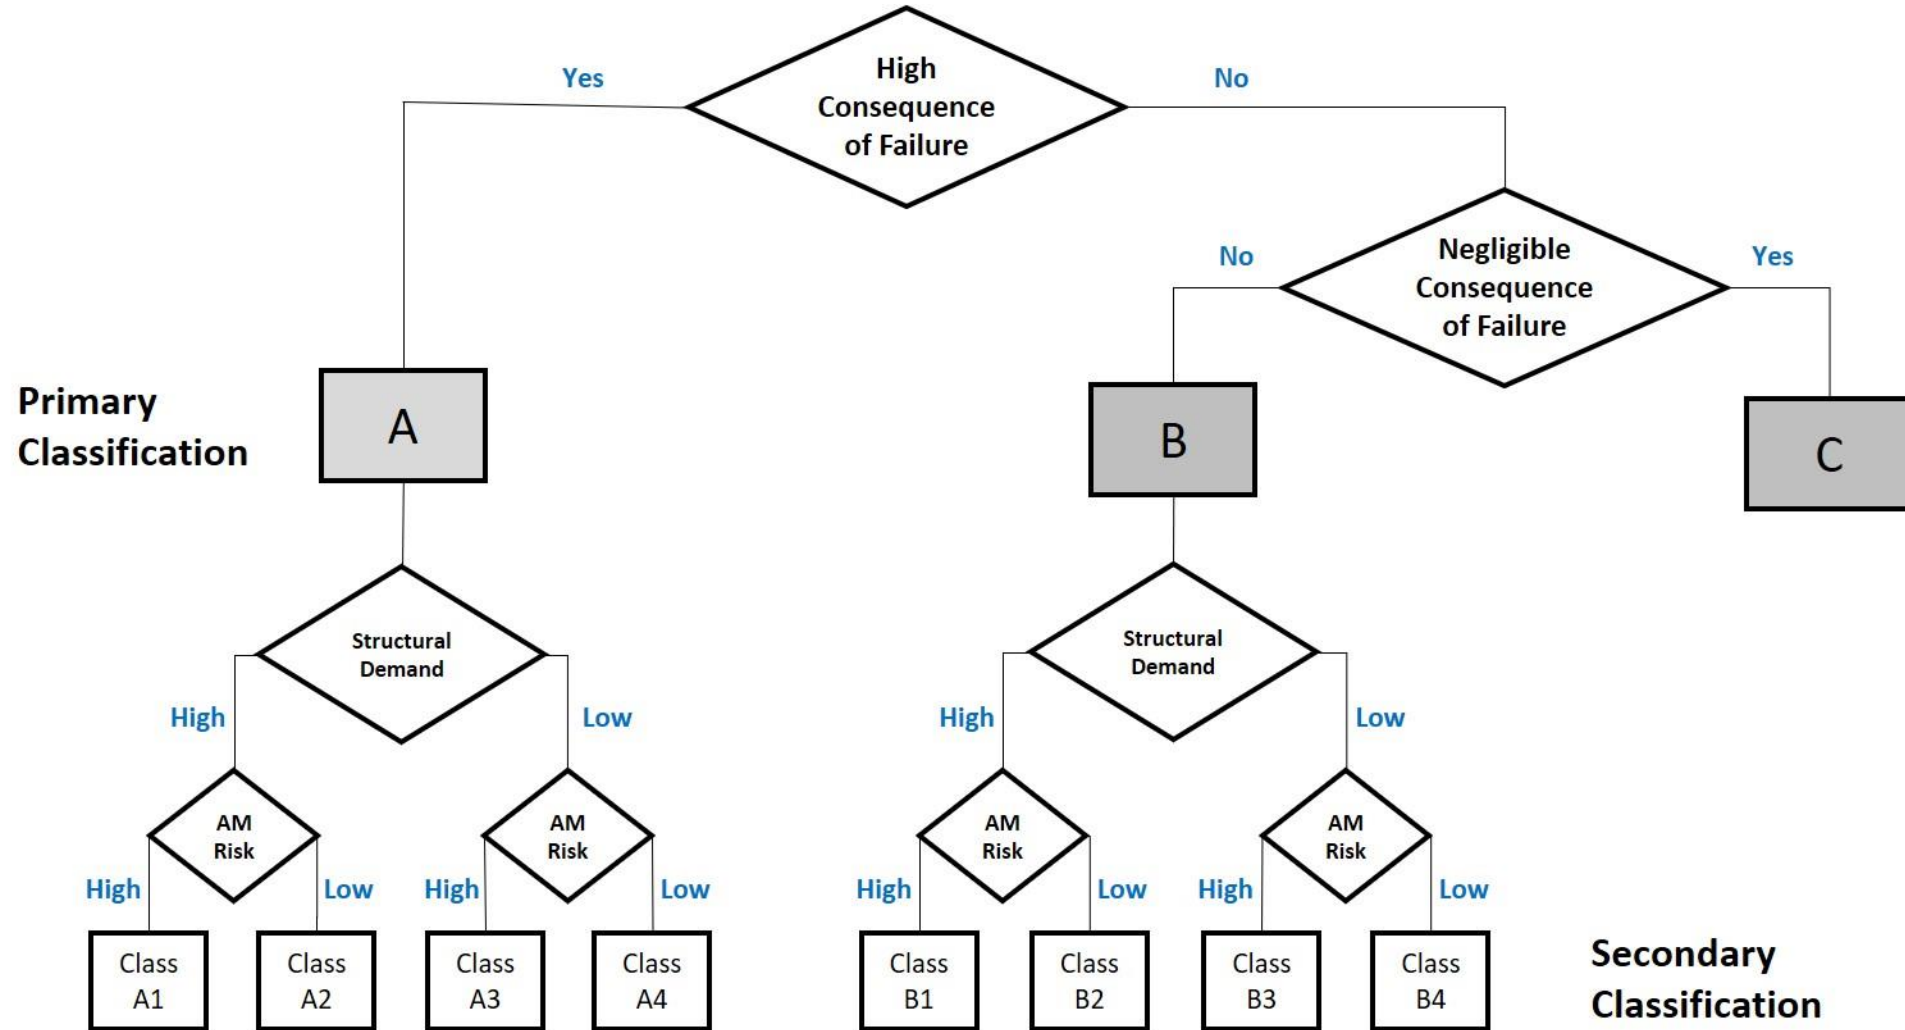 High
Consequence
of Failure
Yes
No
Negligible
Consequence
of Failure
No
Yes
Primary
Classification
A
B
C
Structural
Demand
Structural
Demand
High
Low
High
Low
AM
Risk
AM
Risk
AM
Risk
AM
Risk
High
Low
High
Low
High
Low
High
Low
Class
A1
Class
A2
Class
A3
Class
A4
Class
B1
Class
B2
Class
B3
Class
B4
Secondary
Classification